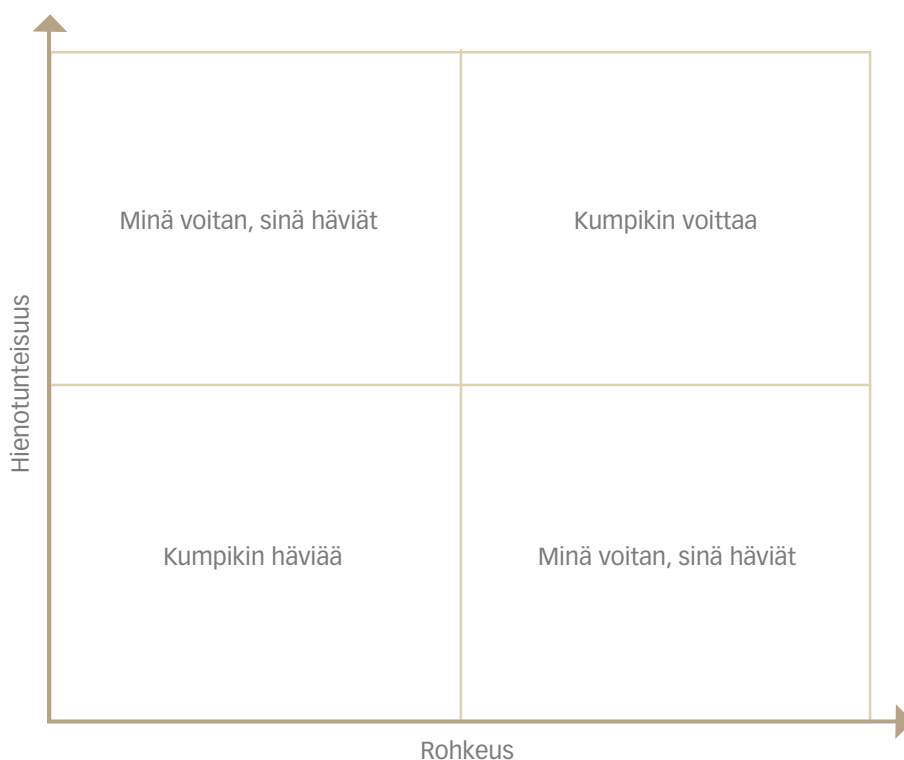 Minä voitan, sinä häviät
Kumpikin voittaa
Hienotunteisuus
Kumpikin häviää
Minä voitan, sinä häviät
Rohkeus